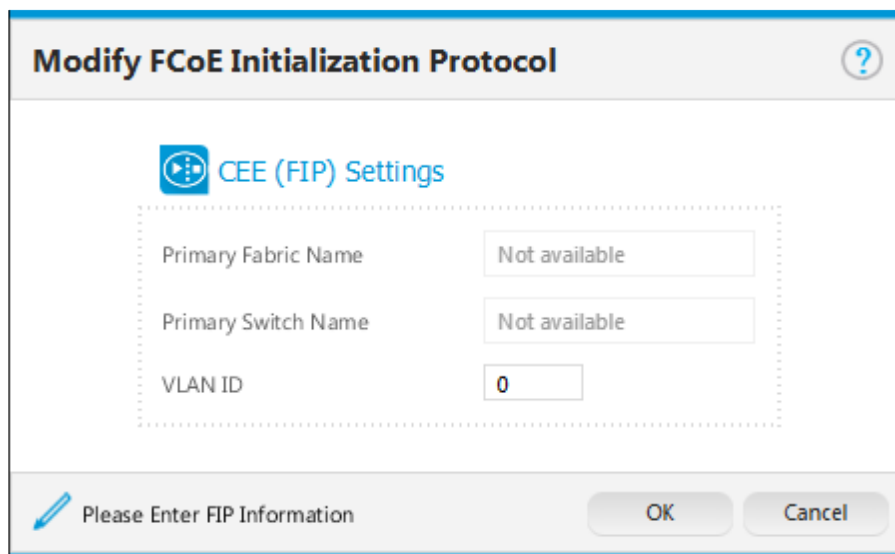 Modify FCoE Initialization Protocol
?
CEE (FIP) Settings
Primary Fabric Name Not available
Primary Switch Name Not available
VLAN ID 0
Please Enter FIP Information OK Cancel